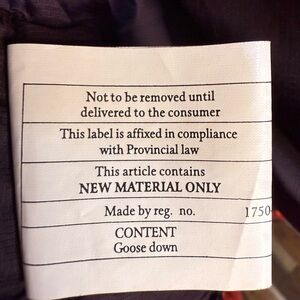 Not to be removed until
delivered to the consumer
This label is affixed in compliance
with Provincial law
This article contains
NEW MATERIAL ONLY
Made by reg. no. 1750
CONTENT
Goose down